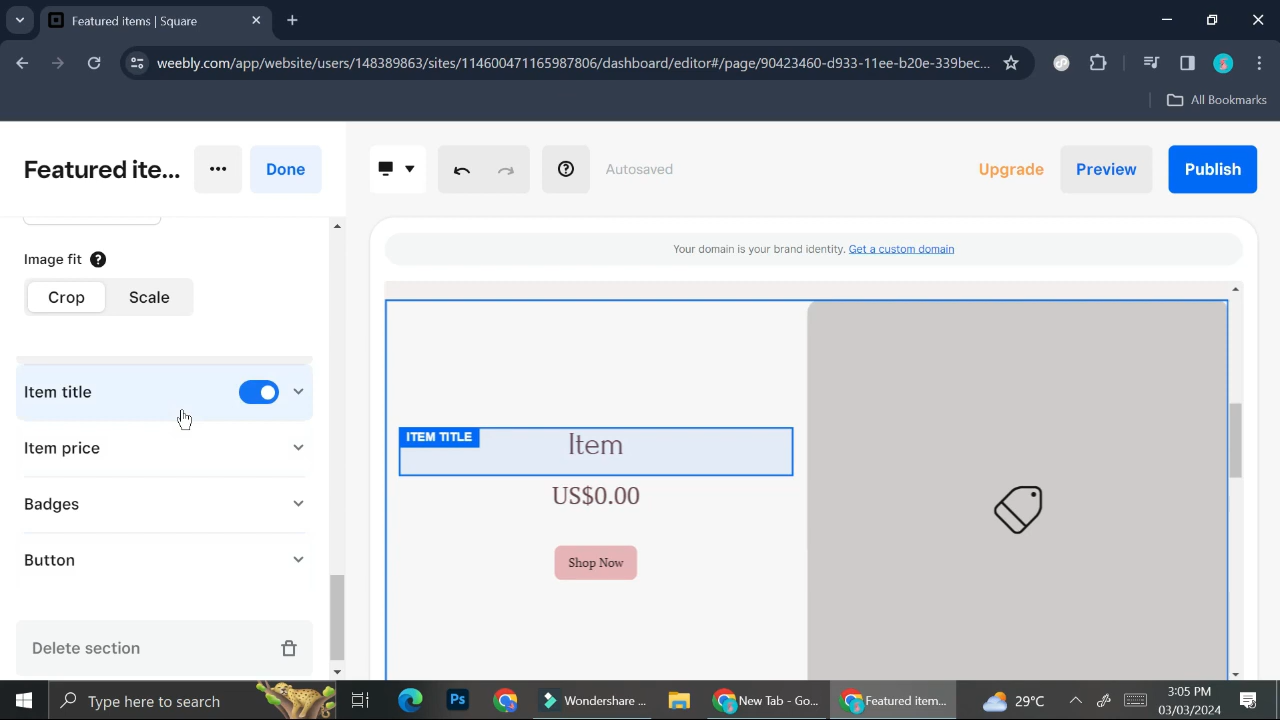 Featured items | Square
weebly.com/app/website/users/148389863/sites/114600471165987806/dashboard/editor#/page/90423460-d933-11ee-b20e-339bec...
All Bookmarks
Featured ite...
Done
Autosaved
Upgrade
Preview
Publish
Your domain is your brand identity. Get a custom domain
Image fit
Crop
Scale
Item title
Item price
Badges
Button
Delete section
ITEM TITLE
Item
US$0.00
Shop Now
Type here to search
Ps
Wondershare ...
New Tab - Go...
Featured item...
29°C
3:05 PM
03/03/2024